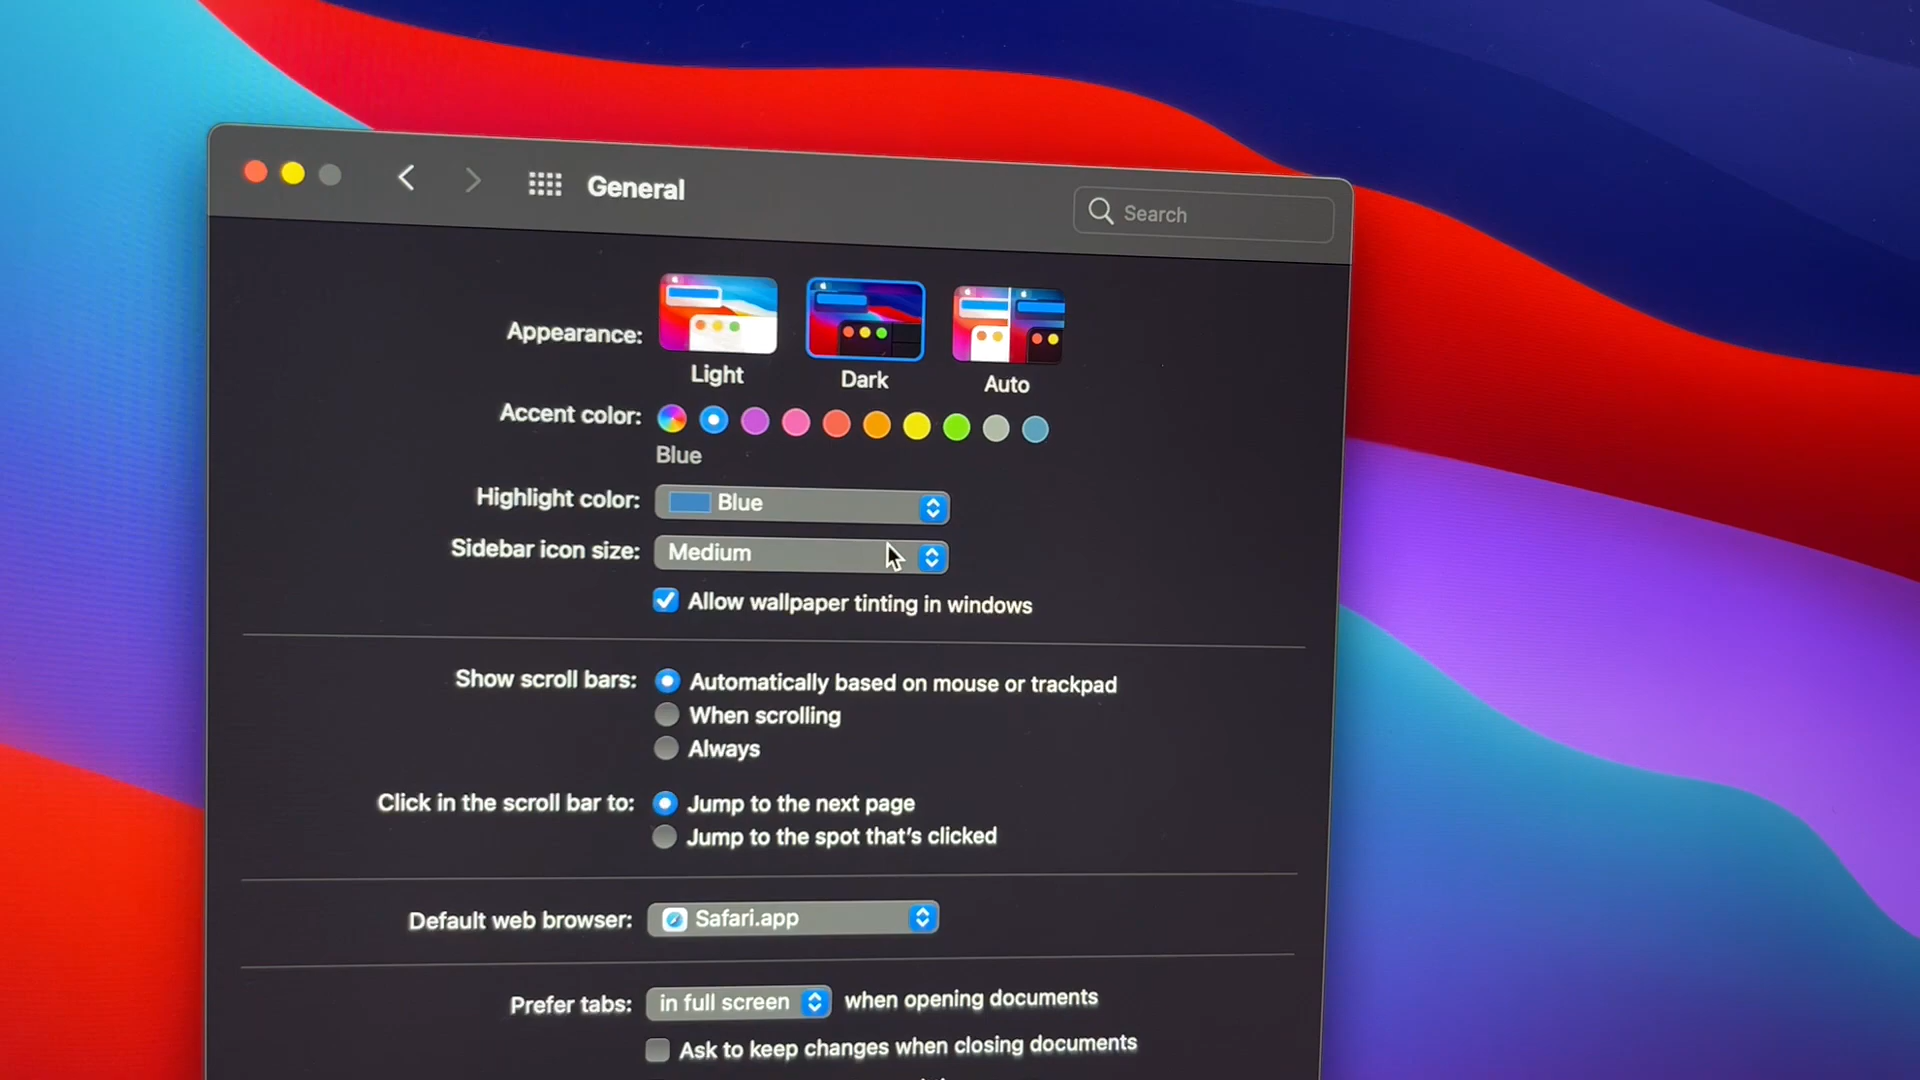 General
Search
Appearance:
Light
Dark
Auto
Accent color:
Blue
Highlight color:
Blue
Sidebar icon size:
Medium
Allow wallpaper tinting in windows
Show scroll bars:
Automatically based on mouse or trackpad
When scrolling
Always
Click in the scroll bar to:
Jump to the next page
Jump to the spot that's clicked
Default web browser:
Safari.app
Prefer tabs:
in full screen
when opening documents
Ask to keep changes when closing documents